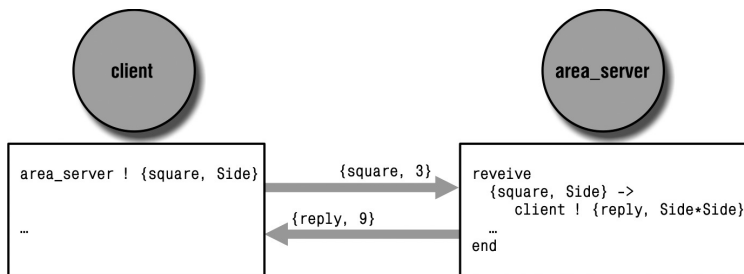 client
area_server
area_server ! {square, Side}
…
{square, 3}
{reply, 9}
reveive
{square, Side} ->
client ! {reply, Side*Side}
…
end